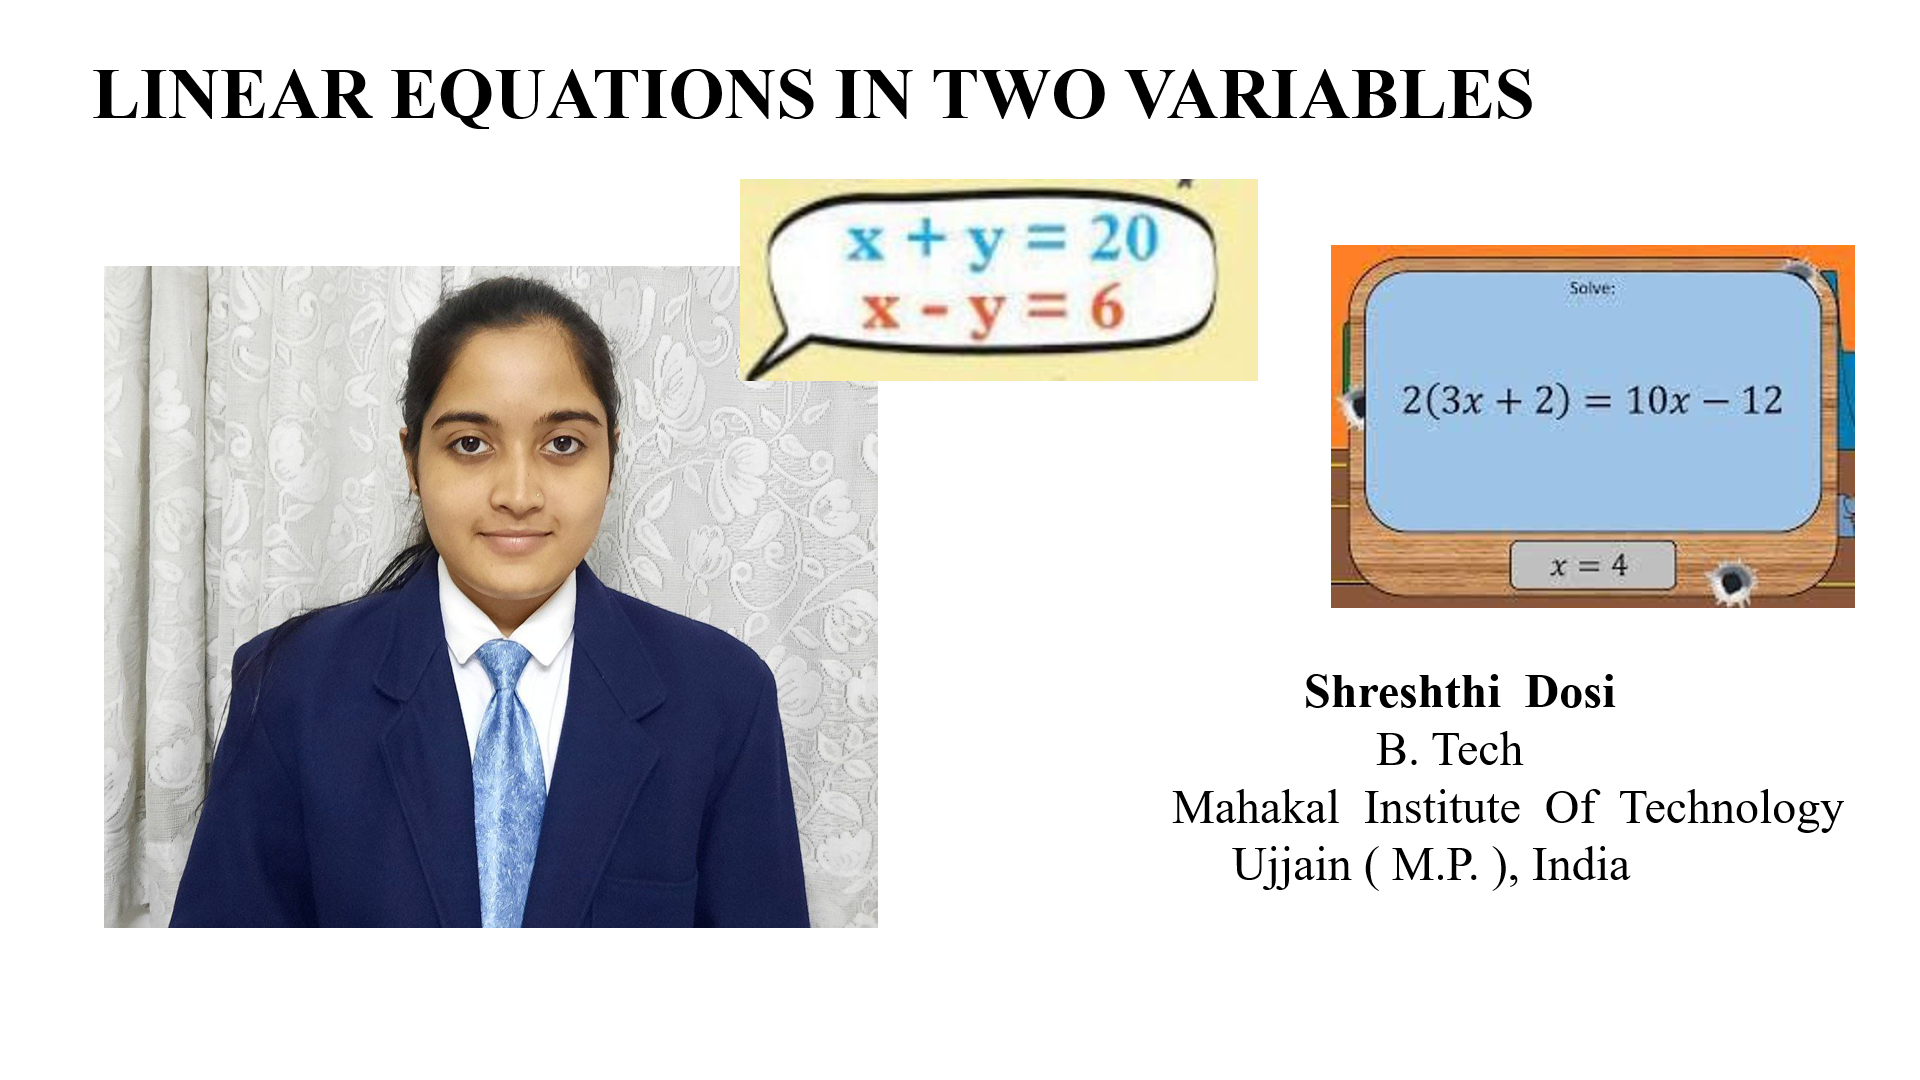 LINEAR EQUATIONS IN TWO VARIABLES
x + y = 20
x - y = 6
Solve:
2(3x + 2) = 10x − 12
x = 4
Shreshthi Dosi
B. Tech
Mahakal Institute Of Technology
Ujjain ( M.P. ), India